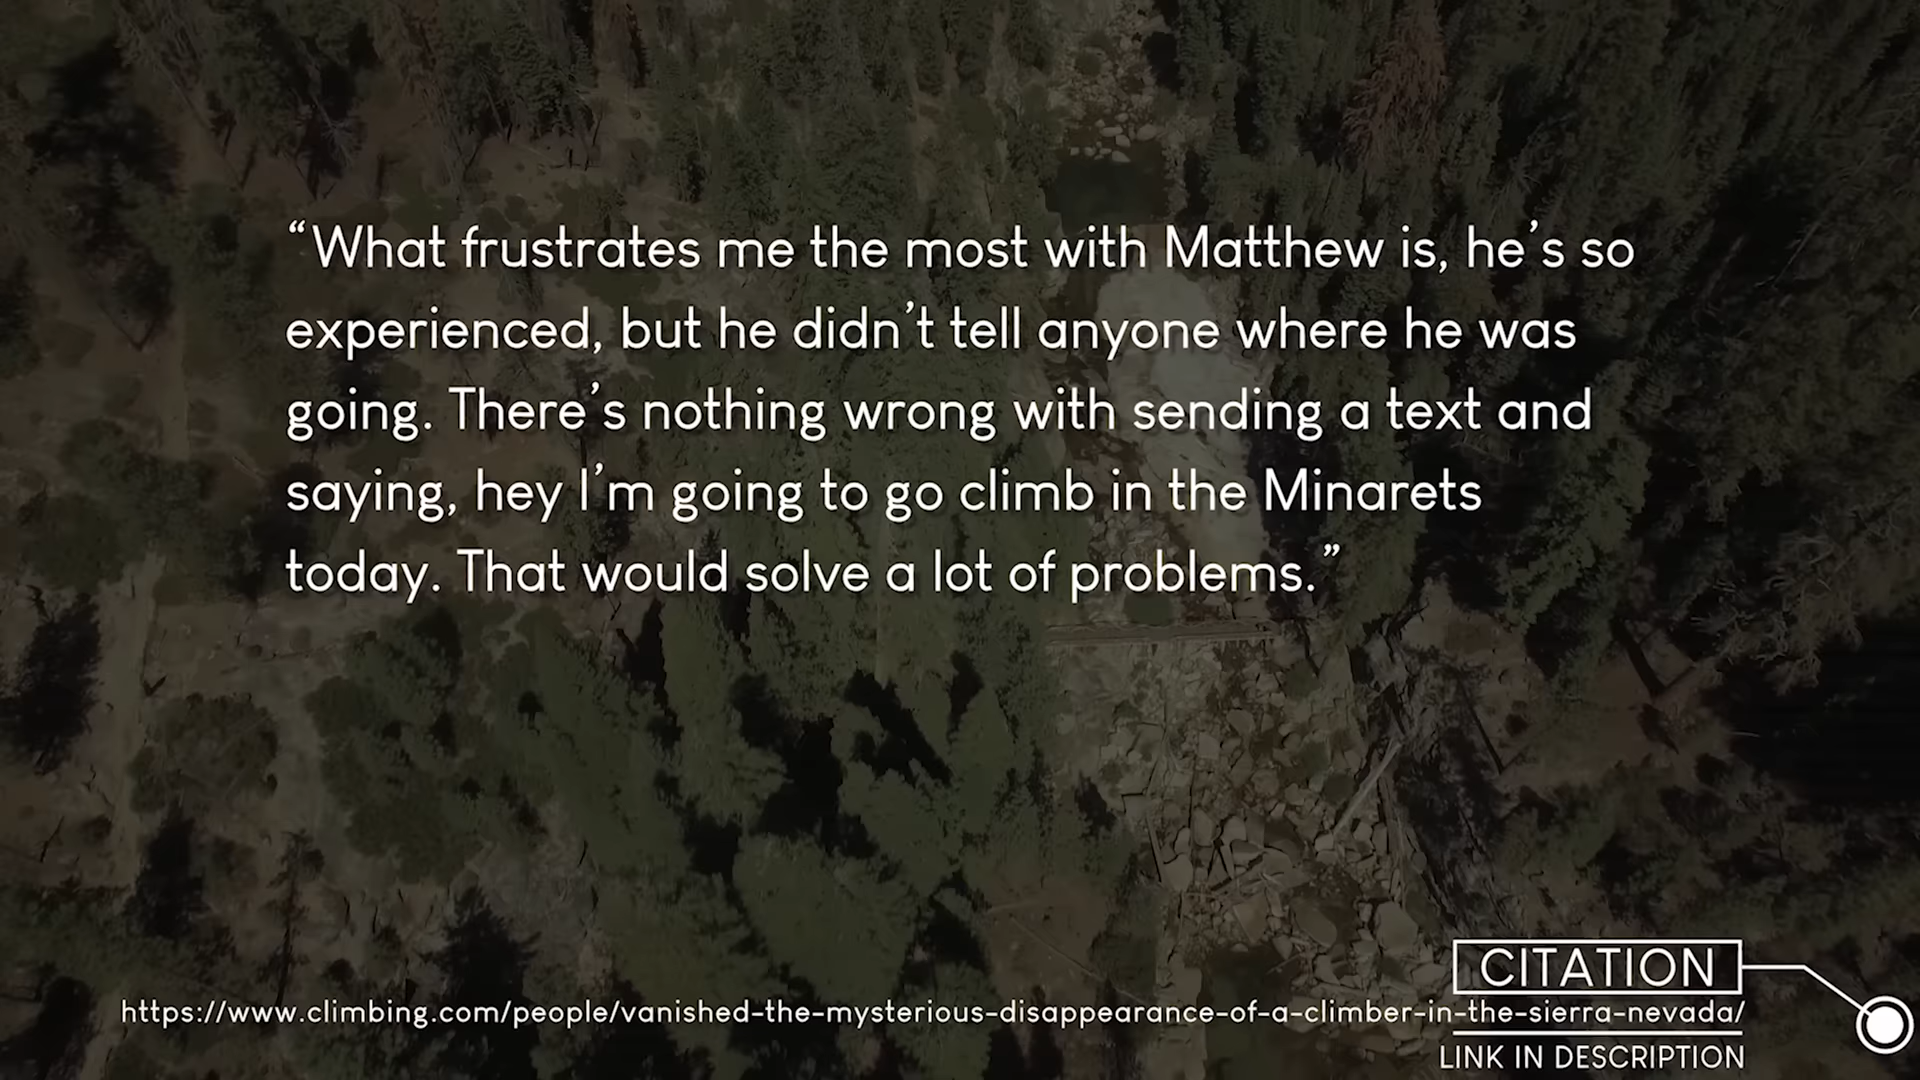 “What frustrates me the most with Matthew is, he’s so
experienced, but he didn’t tell anyone where he was
going. There’s nothing wrong with sending a text and
saying, hey I’m going to go climb in the Minarets
today. That would solve a lot of problems.”
CITATION
https://www.climbing.com/people/vanished-the-mysterious-disappearance-of-a-climber-in-the-sierra-nevada/
LINK IN DESCRIPTION